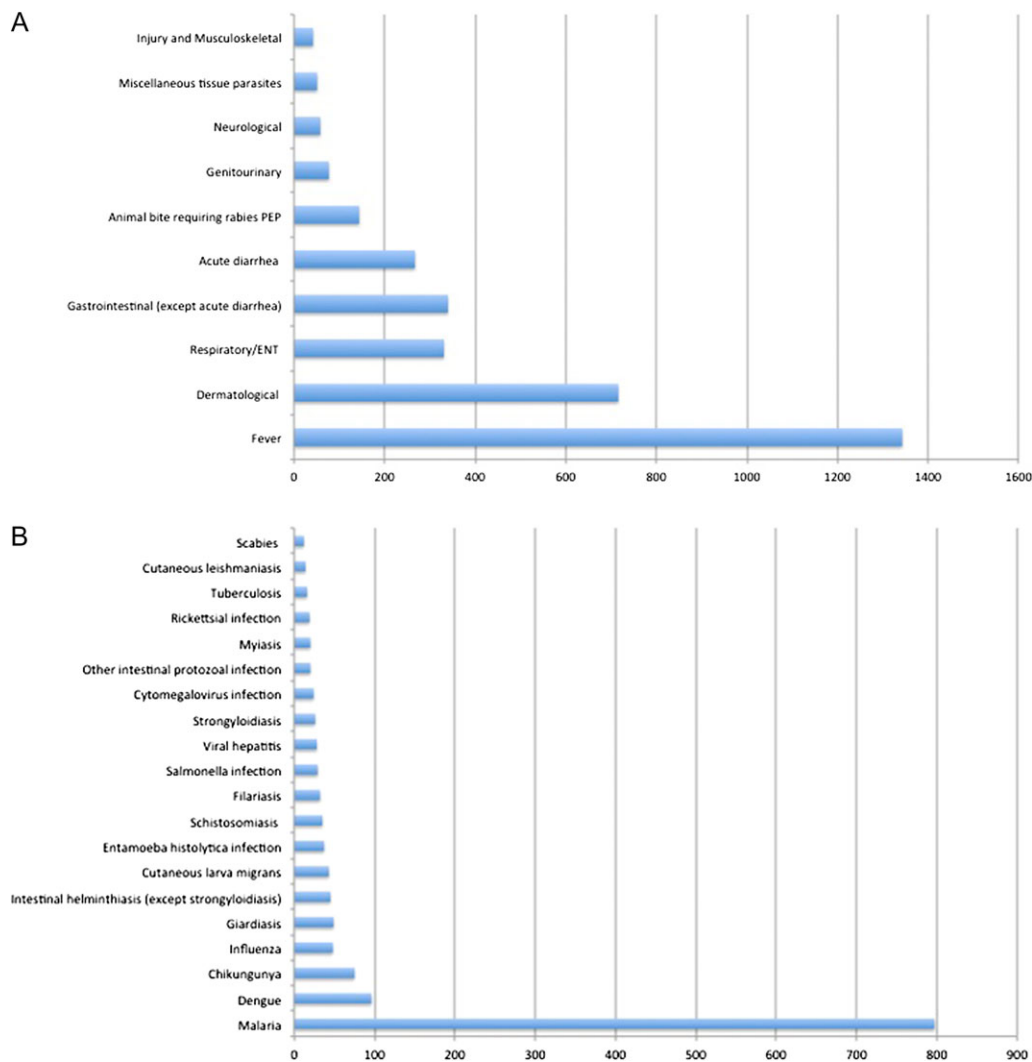 A
Injury and Musculoskeletal
Miscellaneous tissue parasites
Neurological
Genitourinary
Animal bite requiring rabies PEP
Acute diarrhea
Gastrointestinal (except acute diarrhea)
Respiratory/ENT
Dermatological
Fever
0 200 400 600 800 1000 1200 1400 1600
B
Scabies
Cutaneous leishmaniasis
Tuberculosis
Rickettsial infection
Myiasis
Other intestinal protozoal infection
Cytomegalovirus infection
Strongyloidiasis
Viral hepatitis
Salmonella infection
Filariasis
Schistosomiasis
Entamoeba histolytica infection
Cutaneous larva migrans
Intestinal helminthiasis (except strongyloidiasis)
Giardiasis
Influenza
Chikungunya
Dengue
Malaria
0 100 200 300 400 500 600 700 800 900